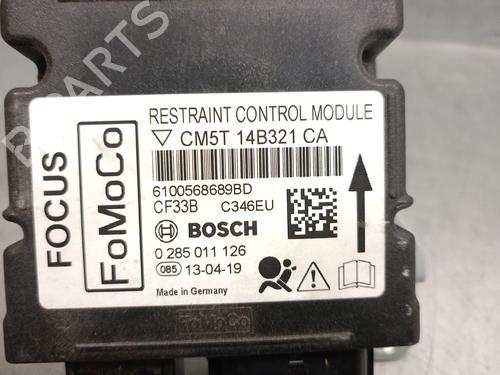 B PARTS
FOCUS
FoMoCo
RESTRAINT CONTROL MODULE
CM5T 14B321 CA
6100568689BD
CF33B C346EU
BOSCH
0 285 011 126
085 13-04-19
Made in Germany
FoMoCo